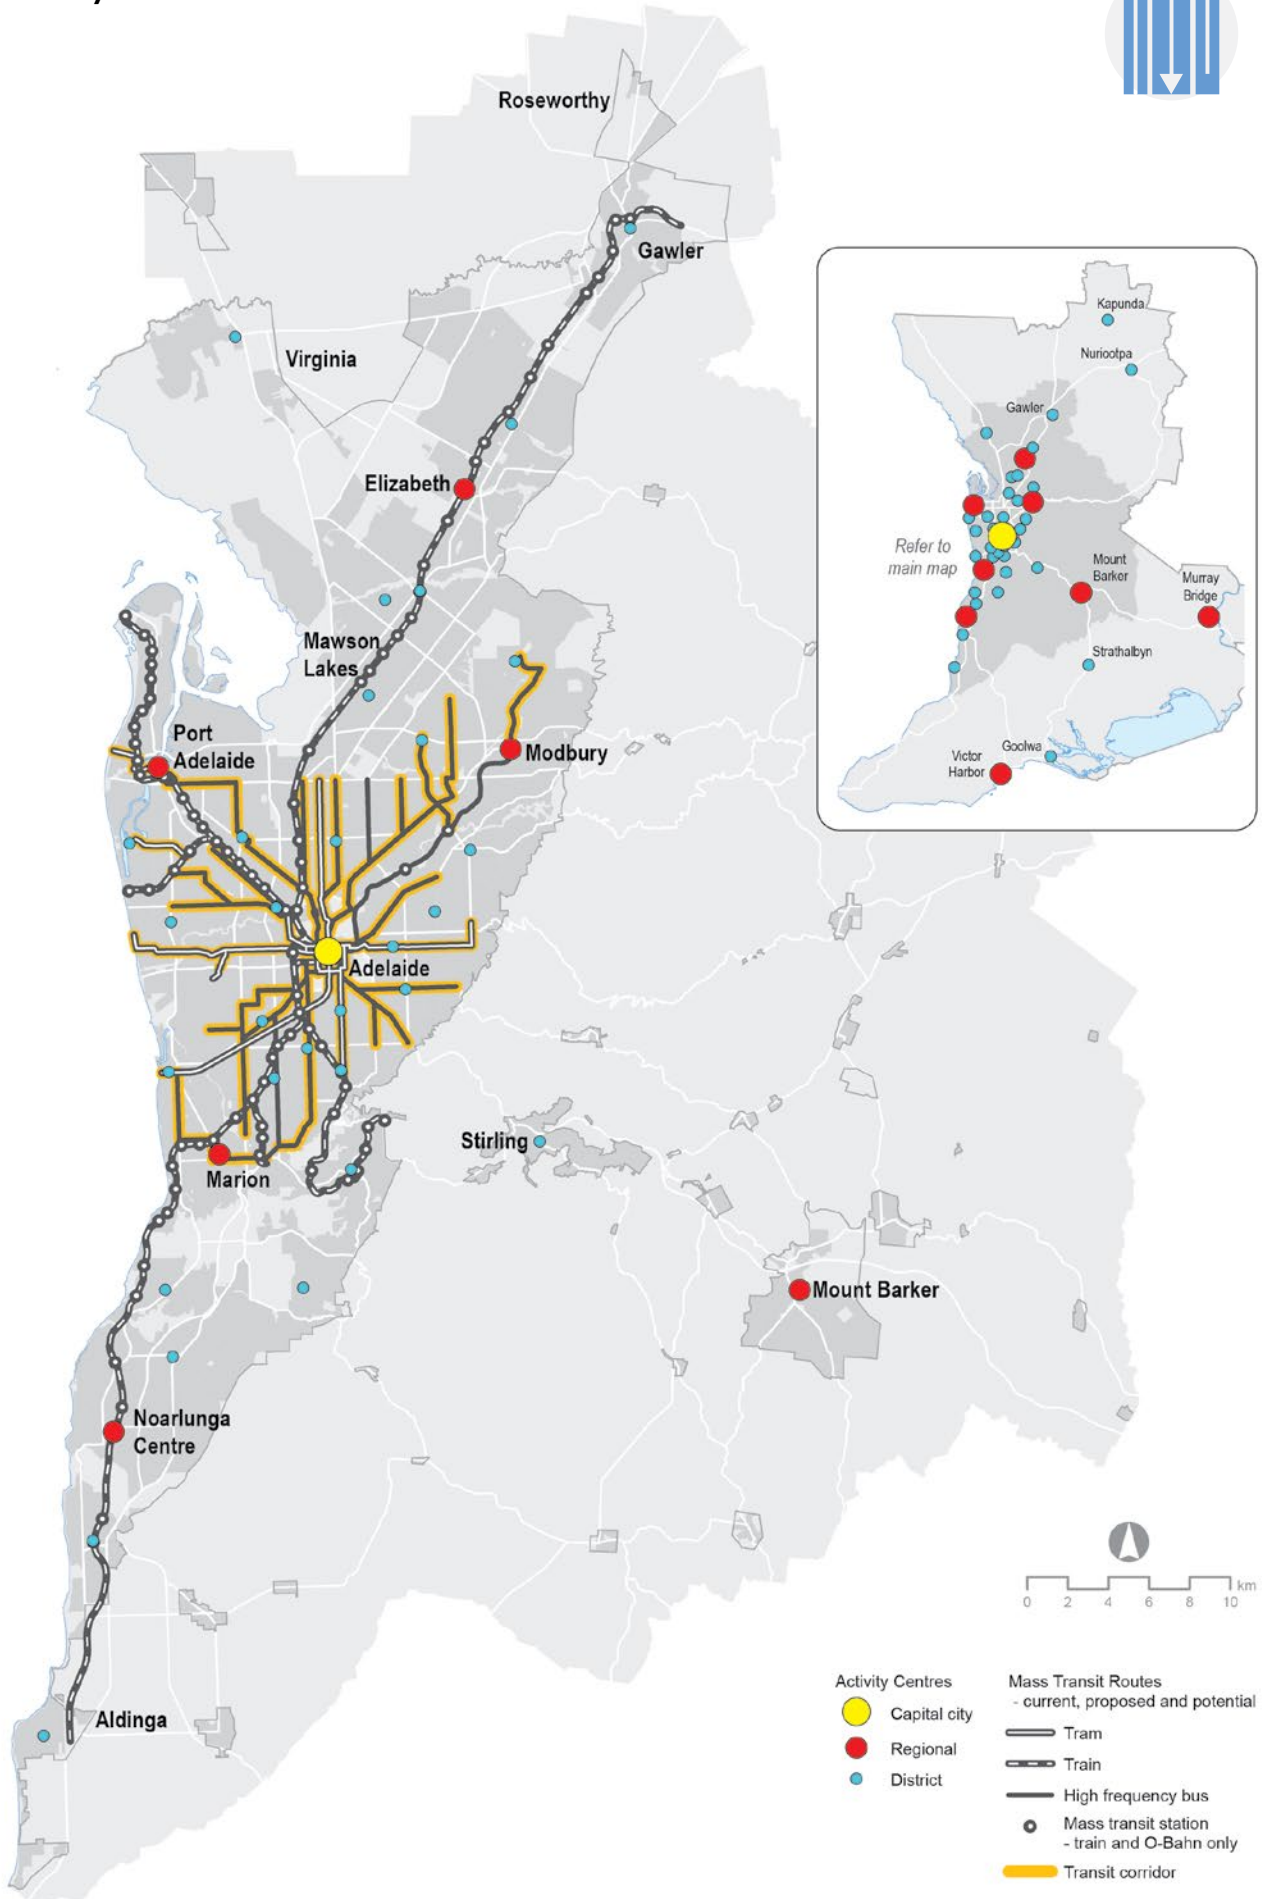 Roseworthy
Gawler
Virginia
Elizabeth
Mawson
Lakes
Port
Adelaide
Modbury
Adelaide
Stirling
Marion
Mount Barker
Noarlunga
Centre
Aldinga
Kapunda
Nuriootpa
Gawler
Refer to
main map
Mount
Barker
Murray
Bridge
Strathalbyn
Victor
Harbor
Goolwa
km
0 2 4 6 8 10
Activity Centres
Capital city
Regional
District
Mass Transit Routes
- current, proposed and potential
Tram
Train
High frequency bus
Mass transit station
- train and O-Bahn only
Transit corridor